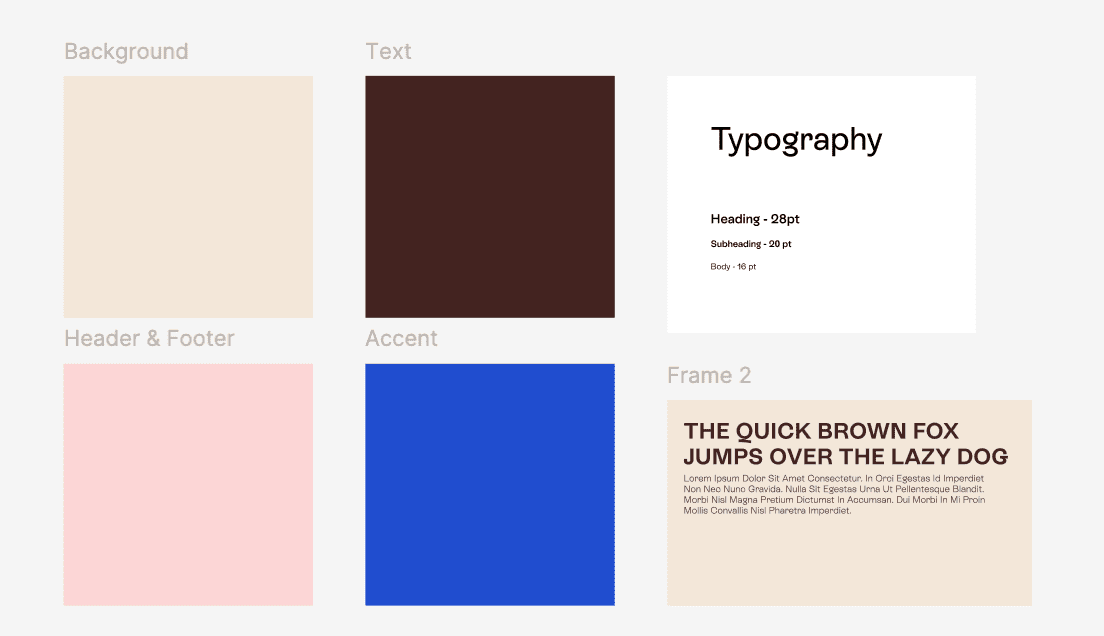 Background
Text
Typography
Heading - 28pt
Subheading - 20 pt
Body - 16 pt
Header & Footer
Accent
Frame 2
THE QUICK BROWN FOX
JUMPS OVER THE LAZY DOG
Lorem Ipsum Dolor Sit Amet Consectetur. In Orci Egestas Id Imperdiet
Non Nec Nunc Gravida. Nulla Sit Egestas Urna Ut Pellentesque Blandit.
Morbi Nisl Magna Pretium Dictumst In Accumsan. Dui Morbi In Mi Proin
Mollis Convallis Nisl Pharetra Imperdiet.